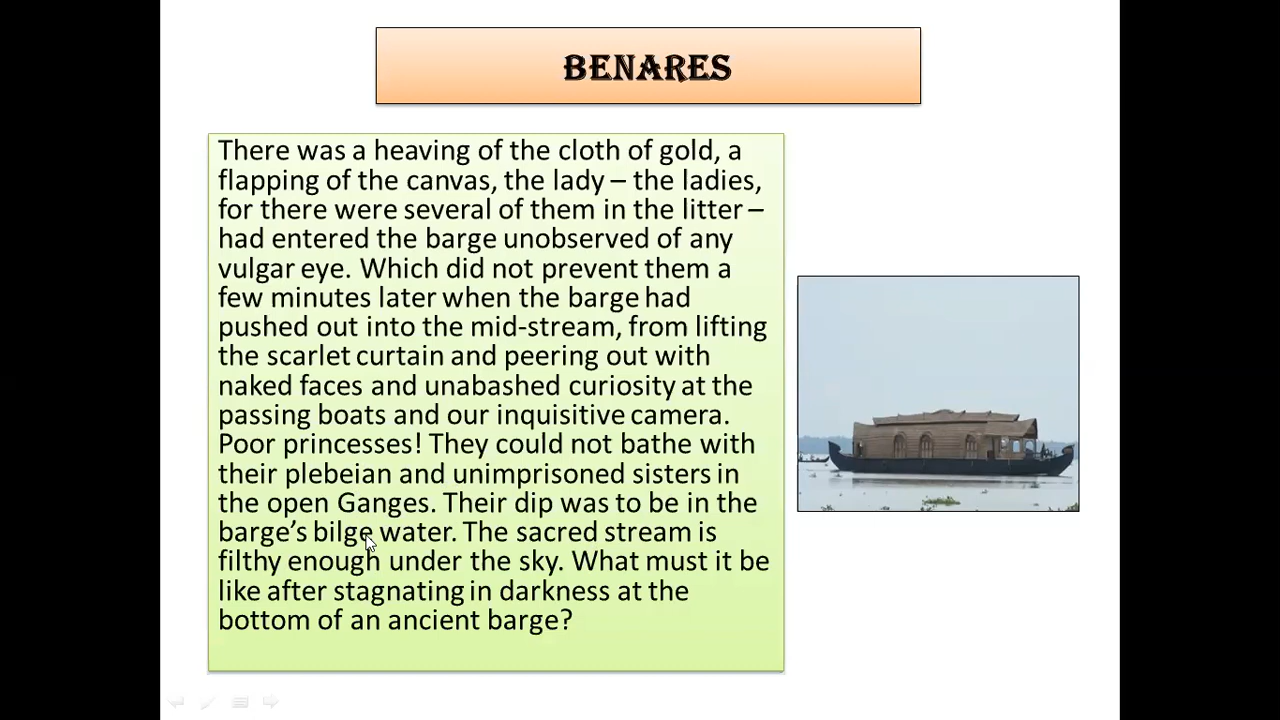 BENARES
There was a heaving of the cloth of gold, a
flapping of the canvas, the lady – the ladies,
for there were several of them in the litter –
had entered the barge unobserved of any
vulgar eye. Which did not prevent them a
few minutes later when the barge had
pushed out into the mid-stream, from lifting
the scarlet curtain and peering out with
naked faces and unabashed curiosity at the
passing boats and our inquisitive camera.
Poor princesses! They could not bathe with
their plebeian and unimprisoned sisters in
the open Ganges. Their dip was to be in the
barge’s bilge water. The sacred stream is
filthy enough under the sky. What must it be
like after stagnating in darkness at the
bottom of an ancient barge?